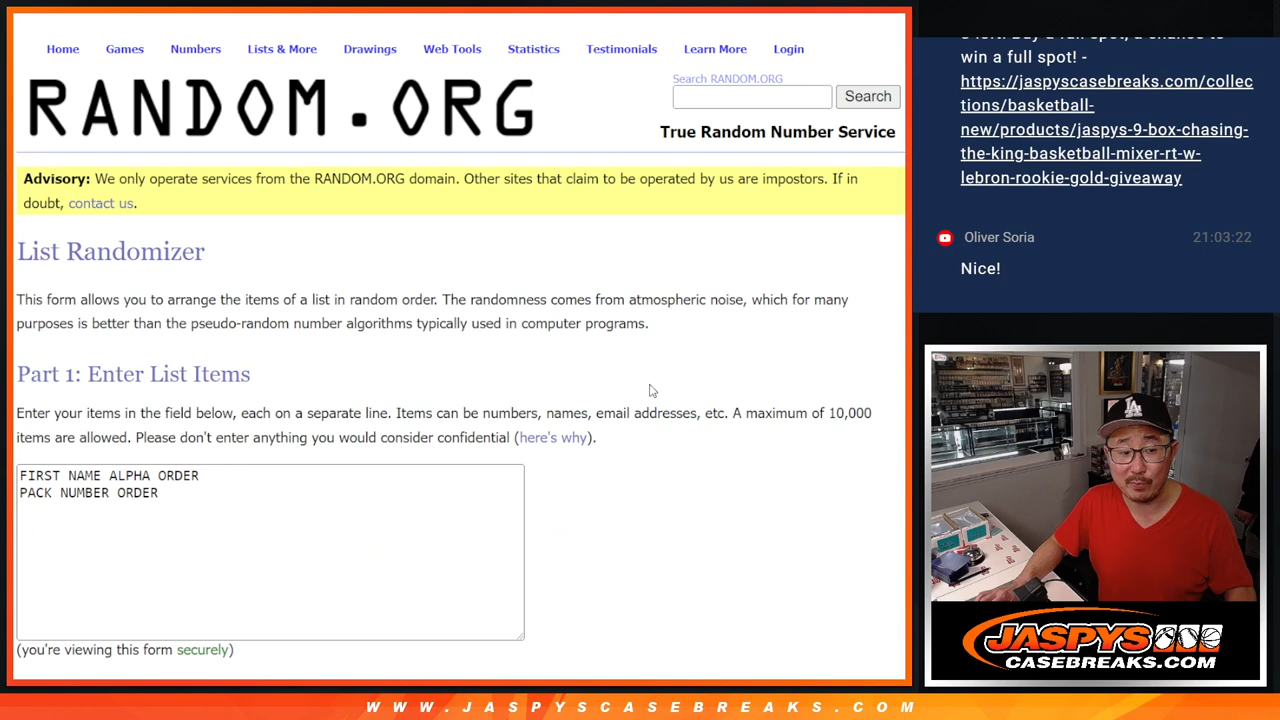 Home Games Numbers Lists & More Drawings Web Tools Statistics Testimonials Learn More Login
RANDOM.ORG
Search RANDOM.ORG
Search
True Random Number Service
Advisory: We only operate services from the RANDOM.ORG domain. Other sites that claim to be operated by us are impostors. If in
doubt, contact us.
List Randomizer
This form allows you to arrange the items of a list in random order. The randomness comes from atmospheric noise, which for many
purposes is better than the pseudo-random number algorithms typically used in computer programs.
Part 1: Enter List Items
Enter your items in the field below, each on a separate line. Items can be numbers, names, email addresses, etc. A maximum of 10,000
items are allowed. Please don't enter anything you would consider confidential (here's why).
FIRST NAME ALPHA ORDER
PACK NUMBER ORDER
(you're viewing this form securely)
win a full spot! -
https://jaspyscasebreaks.com/collec
tions/basketball-
new/products/jaspys-9-box-chasing-
the-king-basketball-mixer-rt-w-
lebron-rookie-gold-giveaway
Oliver Soria 21:03:22
Nice!
LA
JASPYS
CASEBREAKS.COM
WWW.JASPYSCASEBREAKS.COM